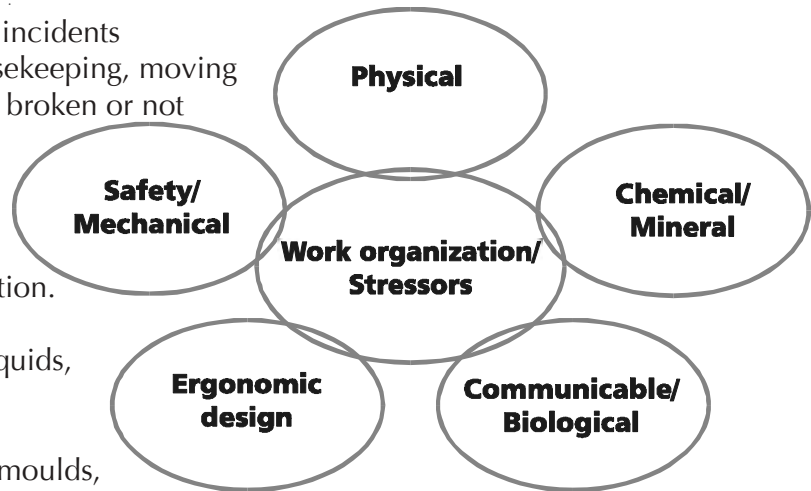 incidents
sekeeping, moving
broken or not
tion.
quids,
moulds,
Physical
Safety/
Mechanical
Chemical/
Mineral
Work organization/
Stressors
Ergonomic
design
Communicable/
Biological